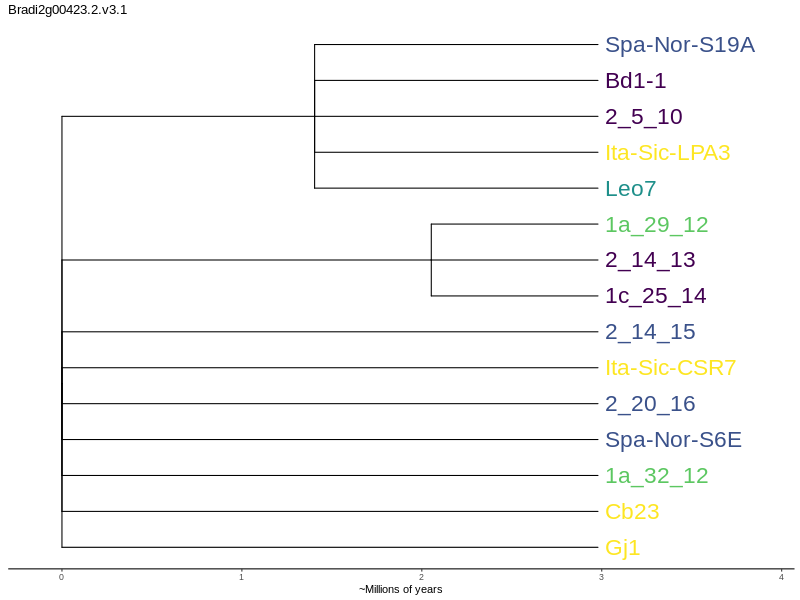 Bradi2g00423.2.v3.1
Spa-Nor-S19A
Bd1-1
2_5_10
Ita-Sic-LPA3
Leo7
1a_29_12
2_14_13
1c_25_14
2_14_15
Ita-Sic-CSR7
2_20_16
Spa-Nor-S6E
1a_32_12
Cb23
Gj1
0 1 2 3 4
~Millions of years